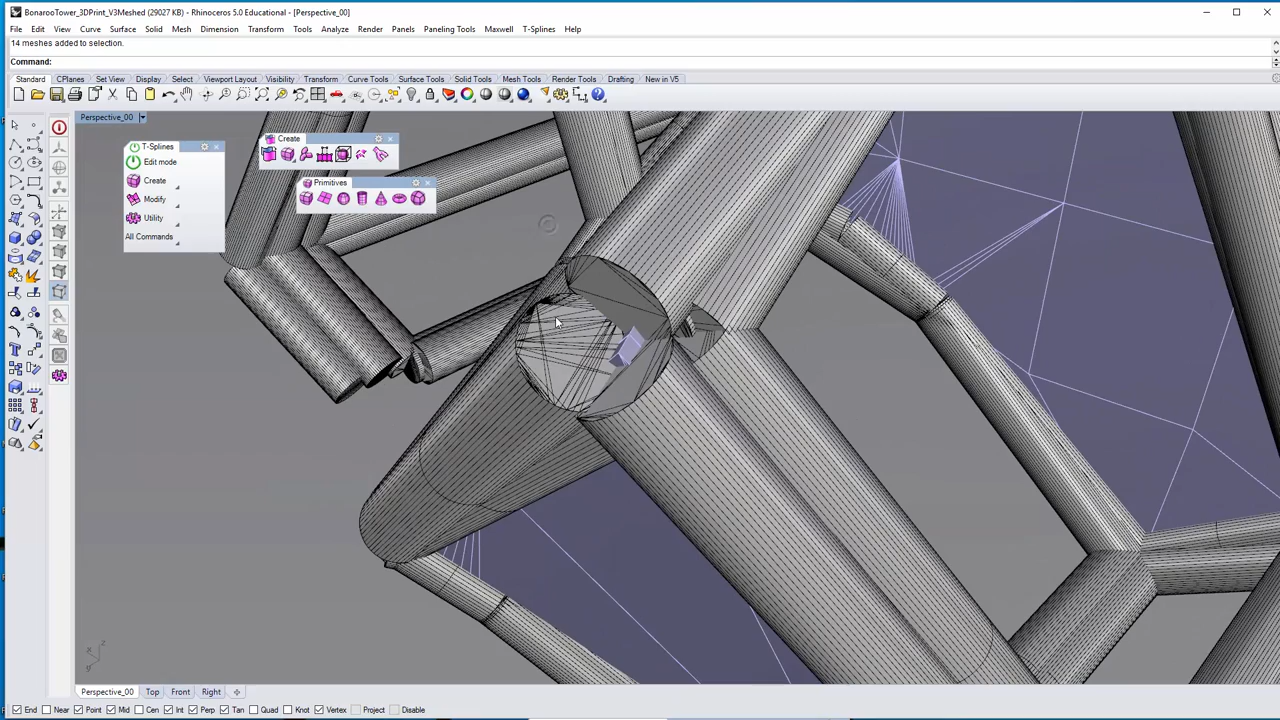 BonarooTower_3DPrint_V3Meshed (29027 KB) - Rhinoceros 5.0 Educational - [Perspective_00]
File Edit View Curve Surface Solid Mesh Dimension Transform Tools Analyze Render Panels Paneling Tools Maxwell T-Splines Help
14 meshes added to selection.
Command:
Standard CPlanes Set View Display Select Viewport Layout Visibility Transform Curve Tools Surface Tools Solid Tools Mesh Tools Render Tools Drafting New in V5
Perspective_00
Create
T-Splines
Edit mode
Primitives
Create
Modify
Utility
All Commands
z
x
y
Perspective_00 Top Front Right
End Near Point Mid Cen Int Perp Tan Quad Knot Vertex Project Disable